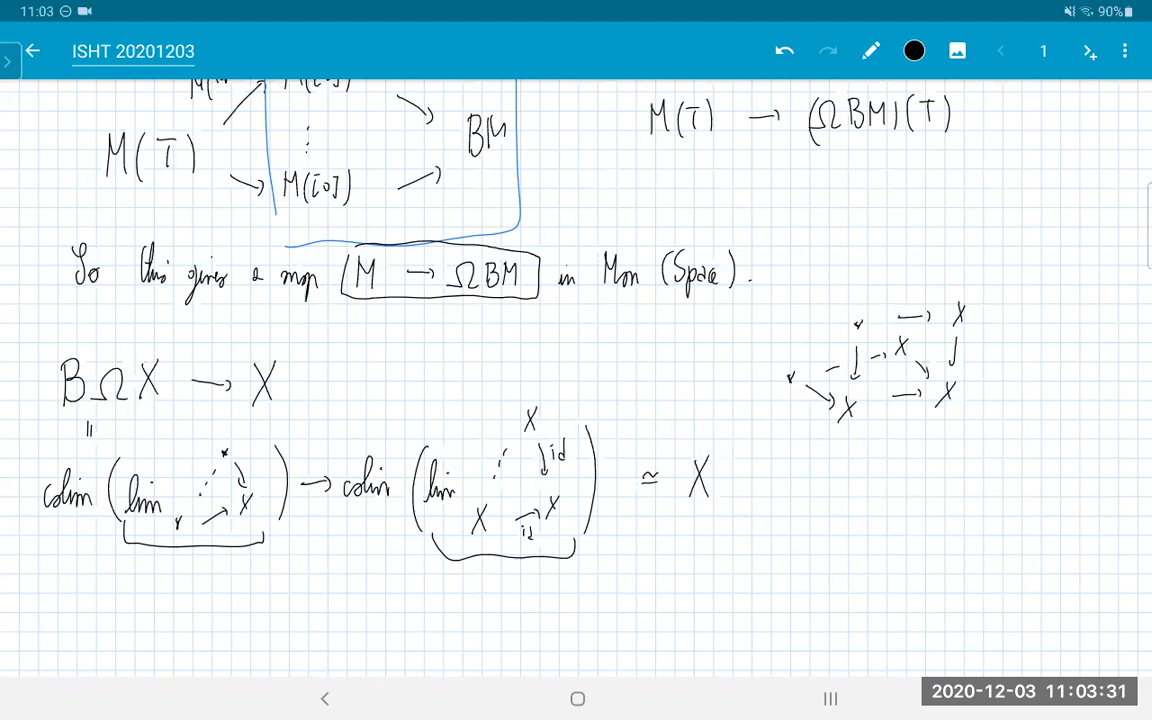 11:03 90%
ISHT 20201203 1
M([0])
M(T) → (ΩBM)(T)
BM
M(T)
⋮
M([0])
So this gives a map M → ΩBM in Mon (Space).
* → X
* → X
X → X
BΩX → X
=
X
colim (lim * → X) → colim (lim X → X) ≃ X
* id
* X id
2020-12-03 11:03:31